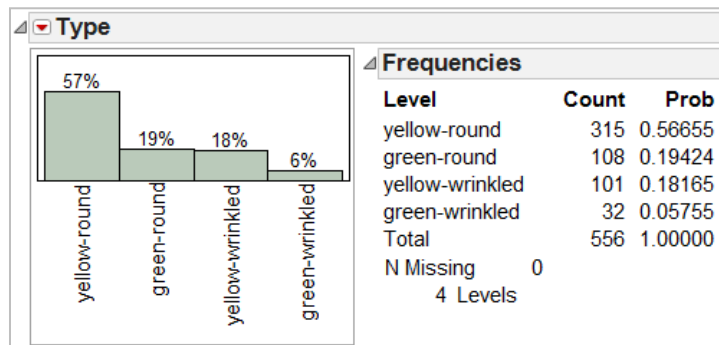 Type
57%
19%
18%
6%
yellow-round
green-round
yellow-wrinkled
green-wrinkled
Frequencies
Level Count Prob
yellow-round 315 0.56655
green-round 108 0.19424
yellow-wrinkled 101 0.18165
green-wrinkled 32 0.05755
Total 556 1.00000
N Missing 0
4 Levels